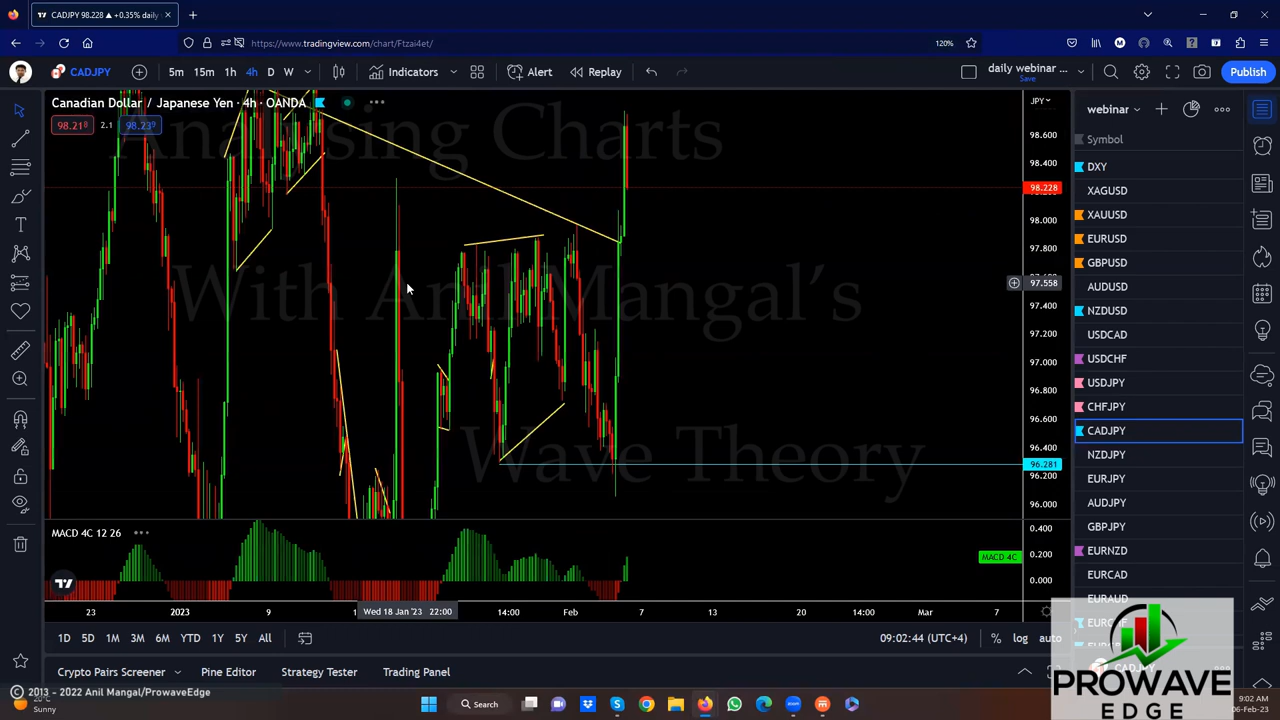 CADJPY 98.228 ▲ +0.35% daily
https://www.tradingview.com/chart/Ftzai4et/
120%
CADJPY
5m 15m 1h 4h D W
Indicators
Alert
Replay
daily webinar ...
Save
Publish
Canadian Dollar / Japanese Yen · 4h · OANDA
98.218 2.1 98.239
Analysing Charts
With Anil Mangal's
Wave Theory
JPY
98.600
98.400
98.228
98.000
97.800
97.558
97.400
97.200
97.000
96.800
96.600
96.400
96.281
96.200
96.000
MACD 4C 12 26
0.400
0.200
MACD 4C
0.000
23 2023 9 Wed 18 Jan '23 22:00 14:00 Feb 7 13 20 14:00 Mar 7
1D 5D 1M 3M 6M YTD 1Y 5Y All
09:02:44 (UTC+4) % log auto
Crypto Pairs Screener Pine Editor Strategy Tester Trading Panel
webinar
Symbol
DXY
XAGUSD
XAUUSD
EURUSD
GBPUSD
AUDUSD
NZDUSD
USDCAD
USDCHF
USDJPY
CHFJPY
CADJPY
NZDJPY
EURJPY
AUDJPY
GBPJPY
EURNZD
EURCAD
EURAUD
EURCHF
CADJPY
© 2013 - 2022 Anil Mangal/ProwaveEdge
Sunny
Search
9:02 AM
06-Feb-23
PROWAVE
EDGE